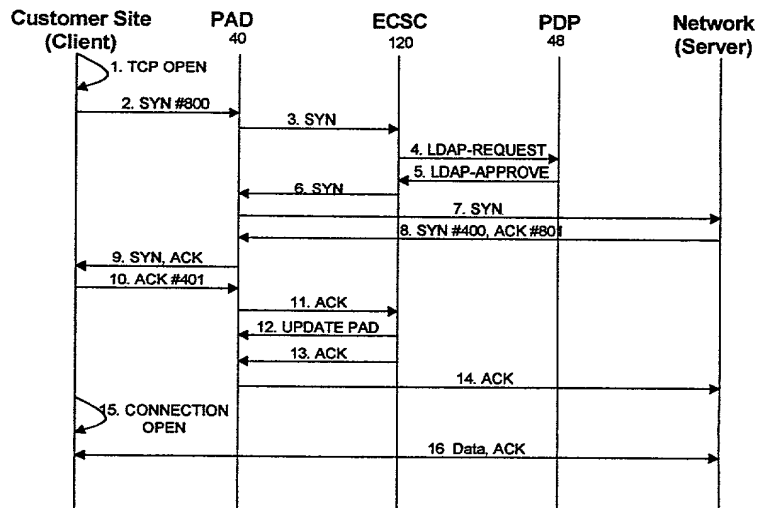 Customer Site
(Client)
PAD
40
ECSC
120
PDP
48
Network
(Server)
1. TCP OPEN
2. SYN #800
3. SYN
4. LDAP-REQUEST
5. LDAP-APPROVE
6. SYN
7. SYN
8. SYN #400, ACK #801
9. SYN, ACK
10. ACK #401
11. ACK
12. UPDATE PAD
13. ACK
14. ACK
15. CONNECTION
OPEN
16 Data, ACK